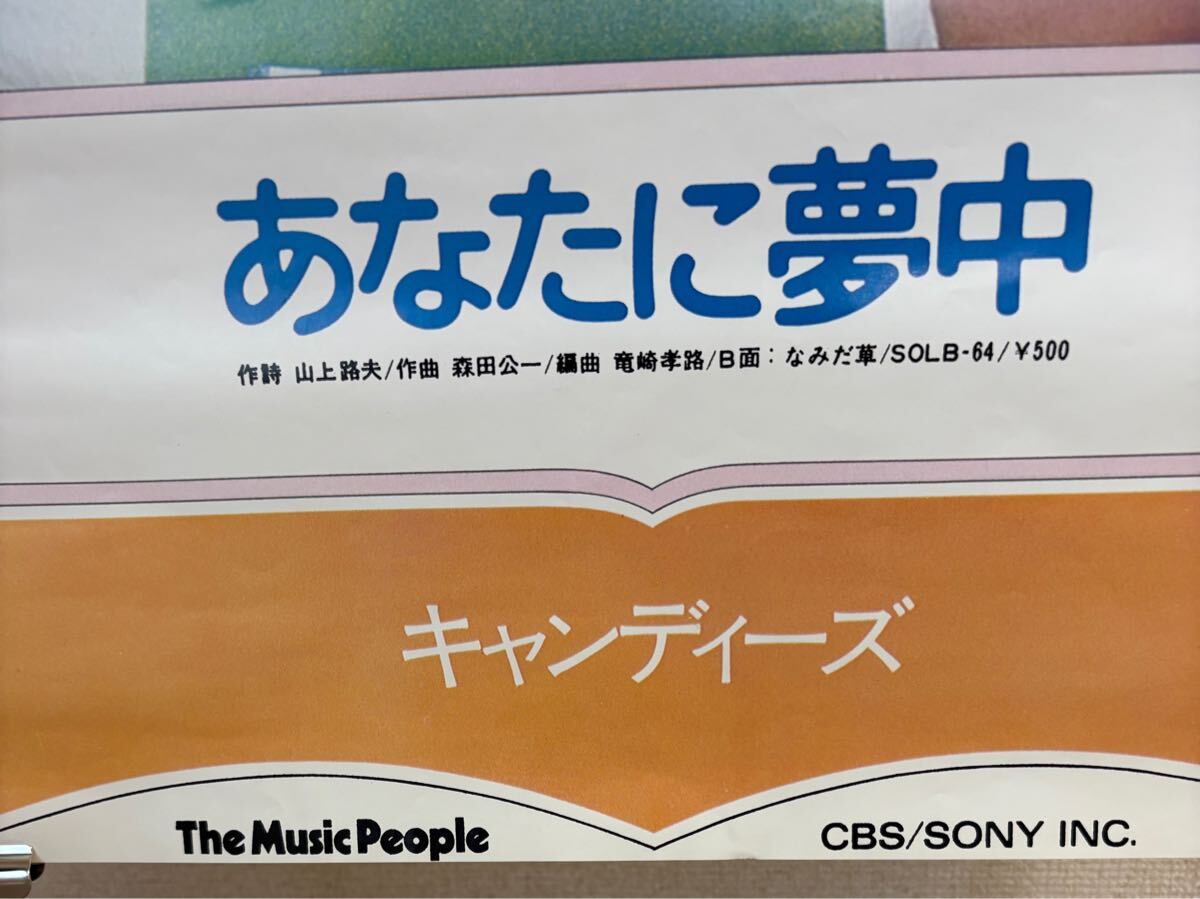 あなたに夢中
作詩 山上路夫/作曲 森田公一/編曲 竜崎孝路/B面：なみだ草/SOLB-64/￥500
キャンディーズ
The Music People
CBS/SONY INC.